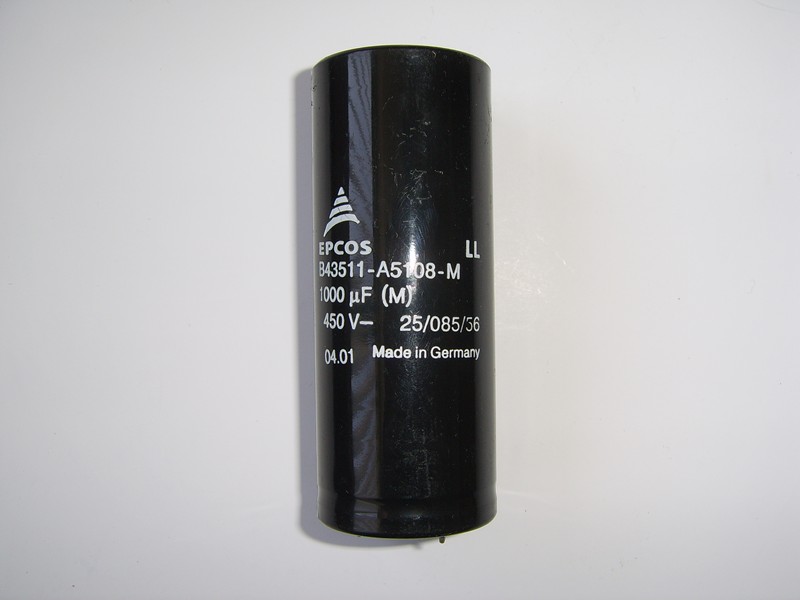 EPCOS LL
B43511-A5108-M
1000 µF (M)
450 V– 25/085/56
04.01 Made in Germany